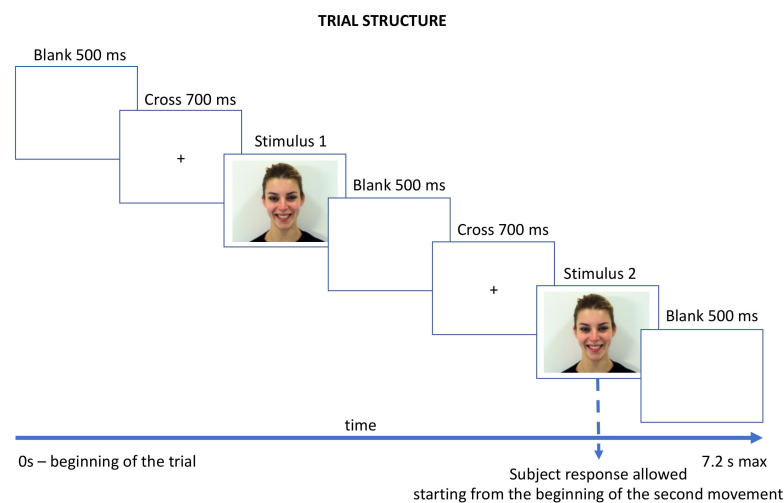 TRIAL STRUCTURE
Blank 500 ms
Cross 700 ms
+
Stimulus 1
Blank 500 ms
Cross 700 ms
+
Stimulus 2
Blank 500 ms
time
0s – beginning of the trial
7.2 s max
Subject response allowed
starting from the beginning of the second movement